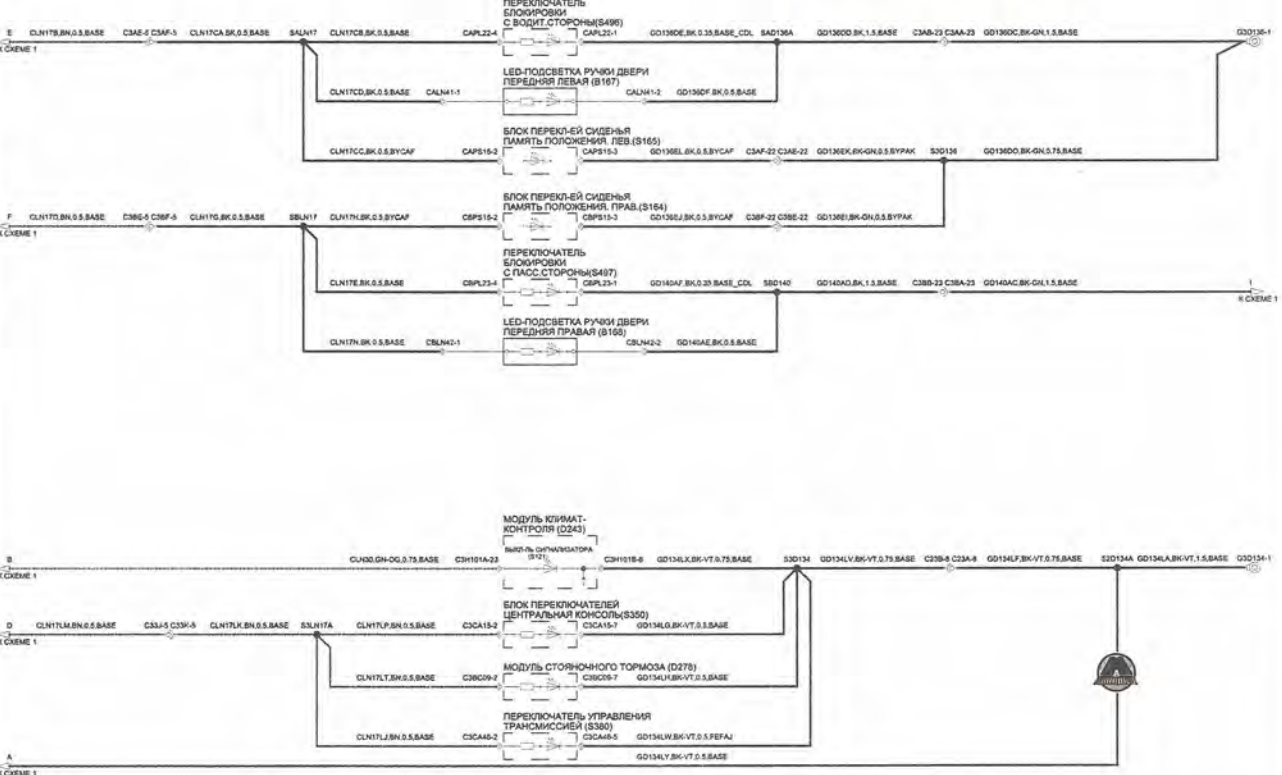 ПЕРЕКЛЮЧАТЕЛЬ
БЛОКИРОВКИ
С ВОДИТ.СТОРОНЫ(S496)
E CLN17B,BN,0.5,BASE C3AE-5 C3AF-5 CLN17CA,BK,0.5,BASE SALN17 CLN17CB,BK,0.5,BASE CAPL22-4 CAPL22-1 GD136DE,BK,0.35,BASE_CDL SAD136A GD136DD,BK,1.5,BASE C3AB-23 C3AA-23 GD136DC,BK-GN,1.5,BASE G3D136-1
К СХЕМЕ 1
LED-ПОДСВЕТКА РУЧКИ ДВЕРИ
ПЕРЕДНЯЯ ЛЕВАЯ (B167)
CLN17CD,BK,0.5,BASE CALN41-1 CALN41-2 GD136DF,BK,0.5,BASE
БЛОК ПЕРЕКЛ-ЕЙ СИДЕНЬЯ
ПАМЯТЬ ПОЛОЖЕНИЯ. ЛЕВ.(S165)
CLN17CC,BK,0.5,BYCAF CAPS15-2 CAPS15-3 GD136EL,BK,0.5,BYCAF C3AF-22 C3AE-22 GD136EK,BK-GN,0.5,BYPAK S3D136 GD136DO,BK-GN,0.75,BASE
БЛОК ПЕРЕКЛ-ЕЙ СИДЕНЬЯ
ПАМЯТЬ ПОЛОЖЕНИЯ. ПРАВ.(S164)
F CLN17D,BN,0.5,BASE C3BE-5 C3BF-5 CLN17G,BK,0.5,BASE SBLN17 CLN17H,BK,0.5,BYCAF CBPS15-2 CBPS15-3 GD136EJ,BK,0.5,BYCAF C3BF-22 C3BE-22 GD136EI,BK-GN,0.5,BYPAK
К СХЕМЕ 1
ПЕРЕКЛЮЧАТЕЛЬ
БЛОКИРОВКИ
С ПАСС.СТОРОНЫ(S497)
CLN17E,BK,0.5,BASE CBPL23-4 CBPL23-1 GD140AF,BK,0.35,BASE_CDL SBD140 GD140AD,BK,1.5,BASE C3BB-23 C3BA-23 GD140AC,BK-GN,1.5,BASE
К СХЕМЕ 1
LED-ПОДСВЕТКА РУЧКИ ДВЕРИ
ПЕРЕДНЯЯ ПРАВАЯ (B168)
CLN17N,BK,0.5,BASE CBLN42-1 CBLN42-2 GD140AE,BK,0.5,BASE
МОДУЛЬ КЛИМАТ-
КОНТРОЛЯ (D243)
ВЫКЛ-ЛЬ СИГНАЛИЗАТОРА
(S121)
B CLH30,GN-OG,0.75,BASE C3H101A-23 C3H101B-6 GD134LX,BK-VT,0.75,BASE S3D134 GD134LV,BK-VT,0.75,BASE C23B-8 C23A-8 GD134LF,BK-VT,0.75,BASE S2D134A GD134LA,BK-VT,1.5,BASE G3D134-1
К СХЕМЕ 1
БЛОК ПЕРЕКЛЮЧАТЕЛЕЙ
ЦЕНТРАЛЬНАЯ КОНСОЛЬ(S350)
D CLN17LM,BN,0.5,BASE C33J-5 C33K-5 CLN17LK,BN,0.5,BASE S3LN17A CLN17LP,BN,0.5,BASE C3CA15-2 C3CA15-7 GD134LG,BK-VT,0.5,BASE
К СХЕМЕ 1
МОДУЛЬ СТОЯНОЧНОГО ТОРМОЗА (D278)
CLN17LT,BN,0.5,BASE C3BC09-2 C3BC09-7 GD134LH,BK-VT,0.5,BASE
ПЕРЕКЛЮЧАТЕЛЬ УПРАВЛЕНИЯ
ТРАНСМИССИЕЙ (S380)
CLN17LJ,BN,0.5,BASE C3CA46-2 C3CA46-5 GD134LW,BK-VT,0.5,FEFAJ
A GD134LY,BK-VT,0.5,BASE
К СХЕМЕ 1